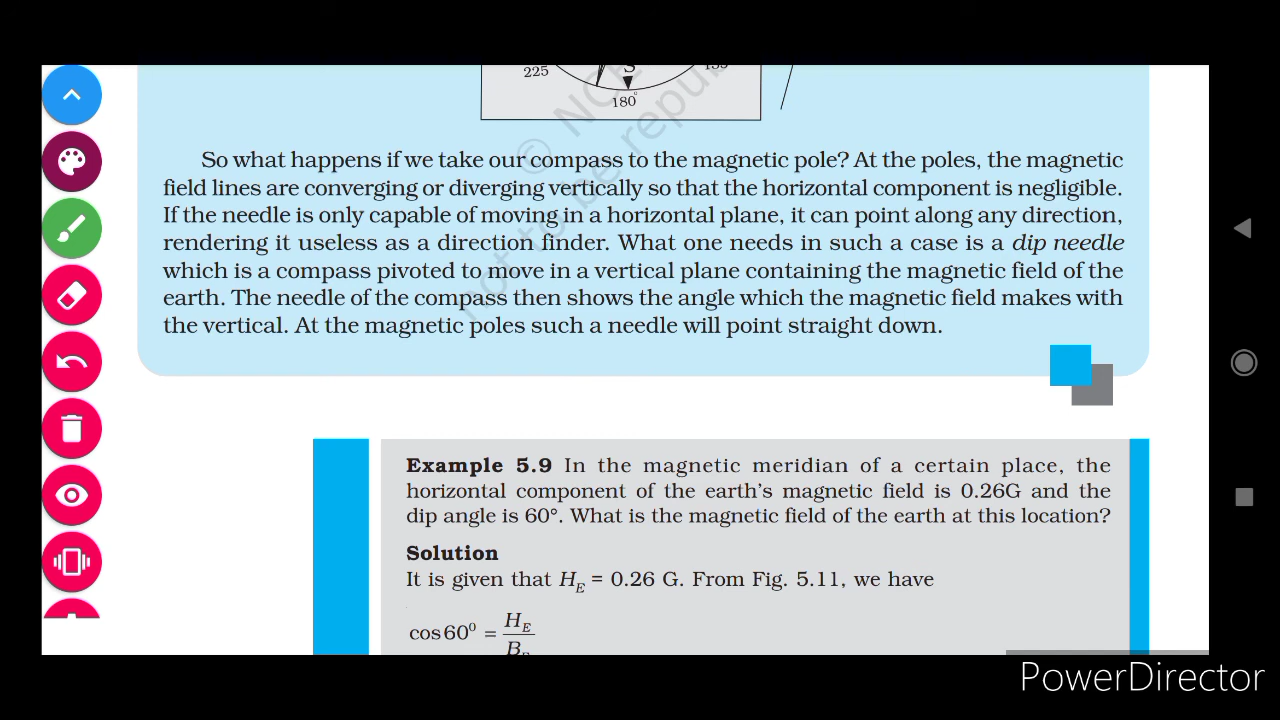 225
S
135
180°
© NCE
not to be republ
So what happens if we take our compass to the magnetic pole? At the poles, the magnetic
field lines are converging or diverging vertically so that the horizontal component is negligible.
If the needle is only capable of moving in a horizontal plane, it can point along any direction,
rendering it useless as a direction finder. What one needs in such a case is a dip needle
which is a compass pivoted to move in a vertical plane containing the magnetic field of the
earth. The needle of the compass then shows the angle which the magnetic field makes with
the vertical. At the magnetic poles such a needle will point straight down.
Example 5.9 In the magnetic meridian of a certain place, the
horizontal component of the earth's magnetic field is 0.26G and the
dip angle is 60°. What is the magnetic field of the earth at this location?
Solution
It is given that H_E = 0.26 G. From Fig. 5.11, we have
cos 60⁰ = H_E
B_E
PowerDirector